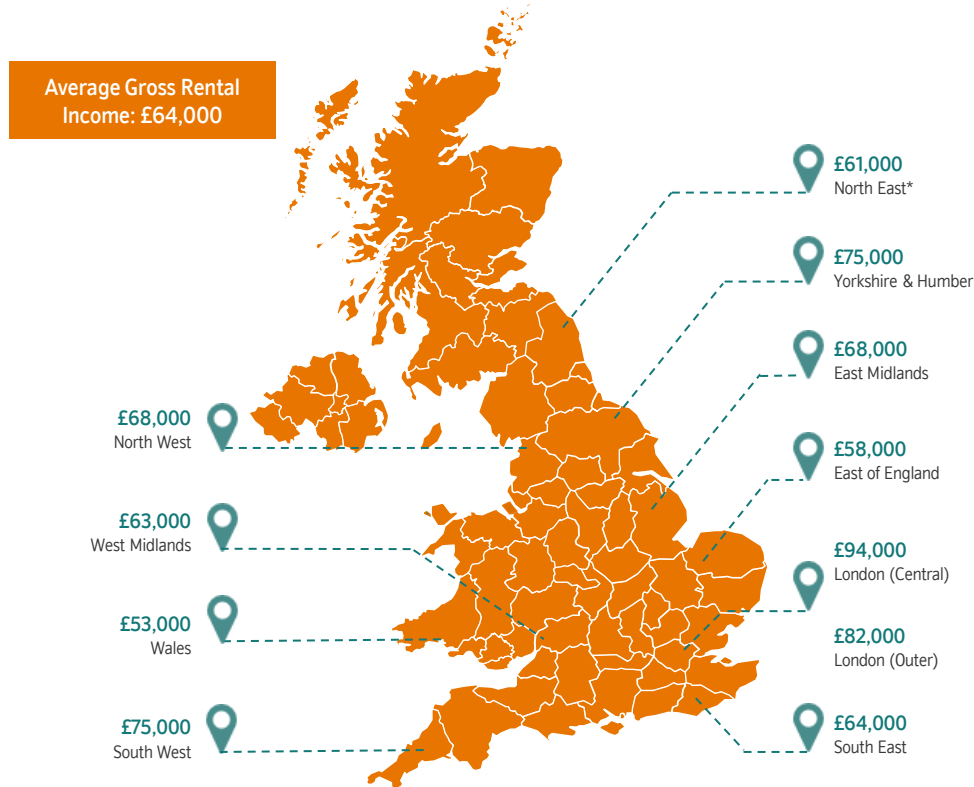 Average Gross Rental
Income: £64,000
£61,000
North East*
£75,000
Yorkshire & Humber
£68,000
East Midlands
£68,000
North West
£58,000
East of England
£63,000
West Midlands
£94,000
London (Central)
£53,000
Wales
£82,000
London (Outer)
£75,000
South West
£64,000
South East